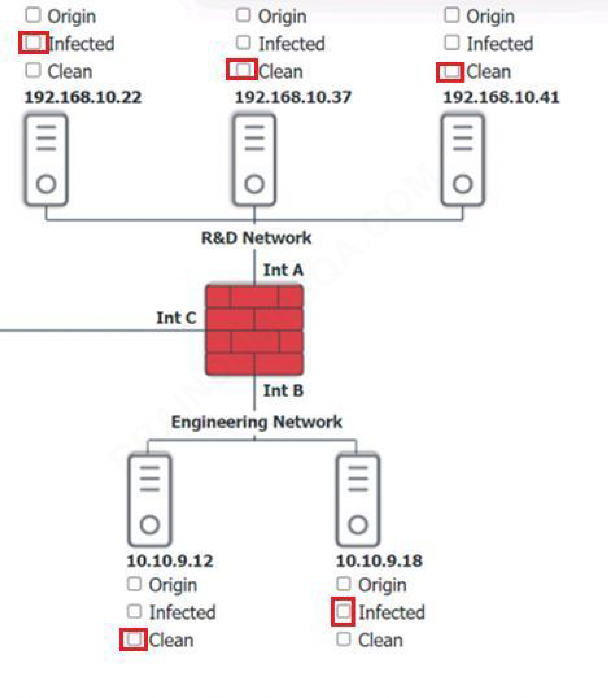 Origin Origin Origin
Infected Infected Infected
Clean Clean Clean
192.168.10.22 192.168.10.37 192.168.10.41
R&D Network
Int A
Int C
Int B
Engineering Network
10.10.9.12 10.10.9.18
Origin Origin
Infected Infected
Clean Clean